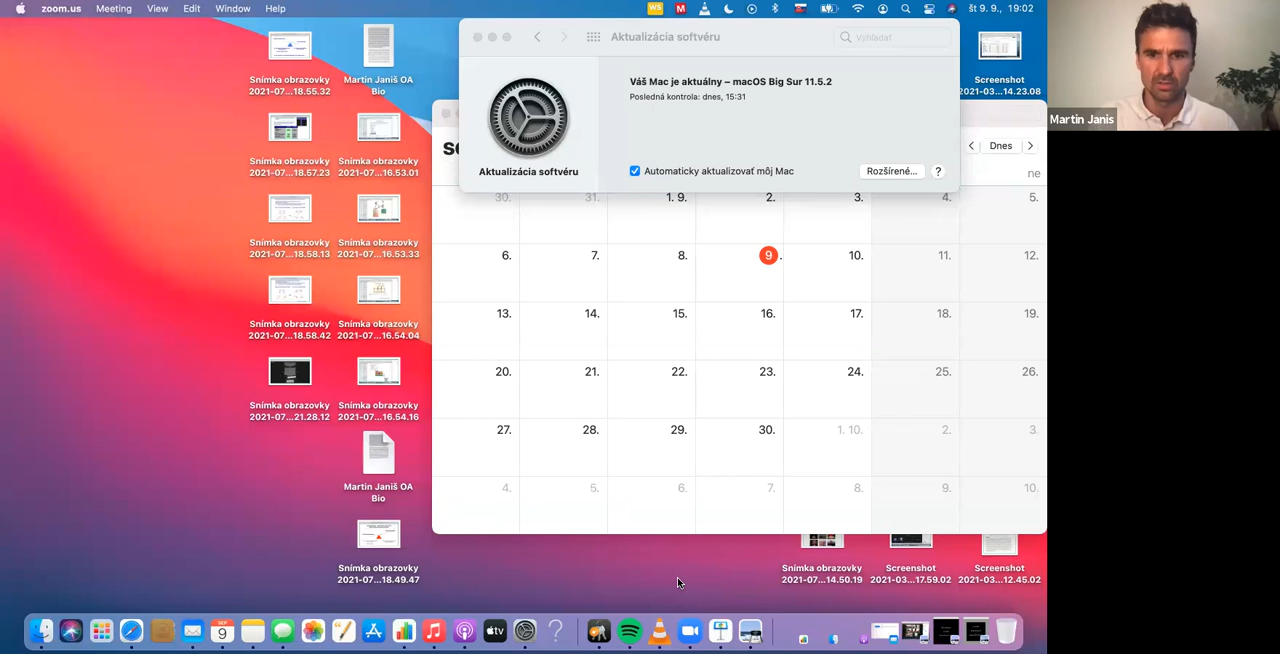 zoom.us Meeting View Edit Window Help
WS M št 9. 9., 19:02
Aktualizácia softvéru
Vyhľadať
Aktualizácia softvéru
Váš Mac je aktuálny – macOS Big Sur 11.5.2
Posledná kontrola: dnes, 15:31
Automaticky aktualizovať môj Mac
Rozšírené...
?
Dnes
ne
30. 31. 1. 9. 2. 3. 4. 5.
6. 7. 8. 9. 10. 11. 12.
13. 14. 15. 16. 17. 18. 19.
20. 21. 22. 23. 24. 25. 26.
27. 28. 29. 30. 1. 10. 2. 3
4. 5. 6. 7. 8. 9. 10.
Snímka obrazovky
2021-07...18.55.32
Martin Janiš OA
Bio
Snímka obrazovky
2021-07...18.57.23
Snímka obrazovky
2021-07...16.53.01
Snímka obrazovky
2021-07...18.58.13
Snímka obrazovky
2021-07...16.53.33
Snímka obrazovky
2021-07...18.58.42
Snímka obrazovky
2021-07...16.54.04
Snímka obrazovky
2021-07...21.28.12
Snímka obrazovky
2021-07...16.54.16
Martin Janiš OA
Bio
Snímka obrazovky
2021-07...18.49.47
Screenshot
2021-03...14.23.08
Snímka obrazovky
2021-07...14.50.19
Screenshot
2021-03...17.59.02
Screenshot
2021-03...12.45.02
SEP
9
tv
Martin Janis